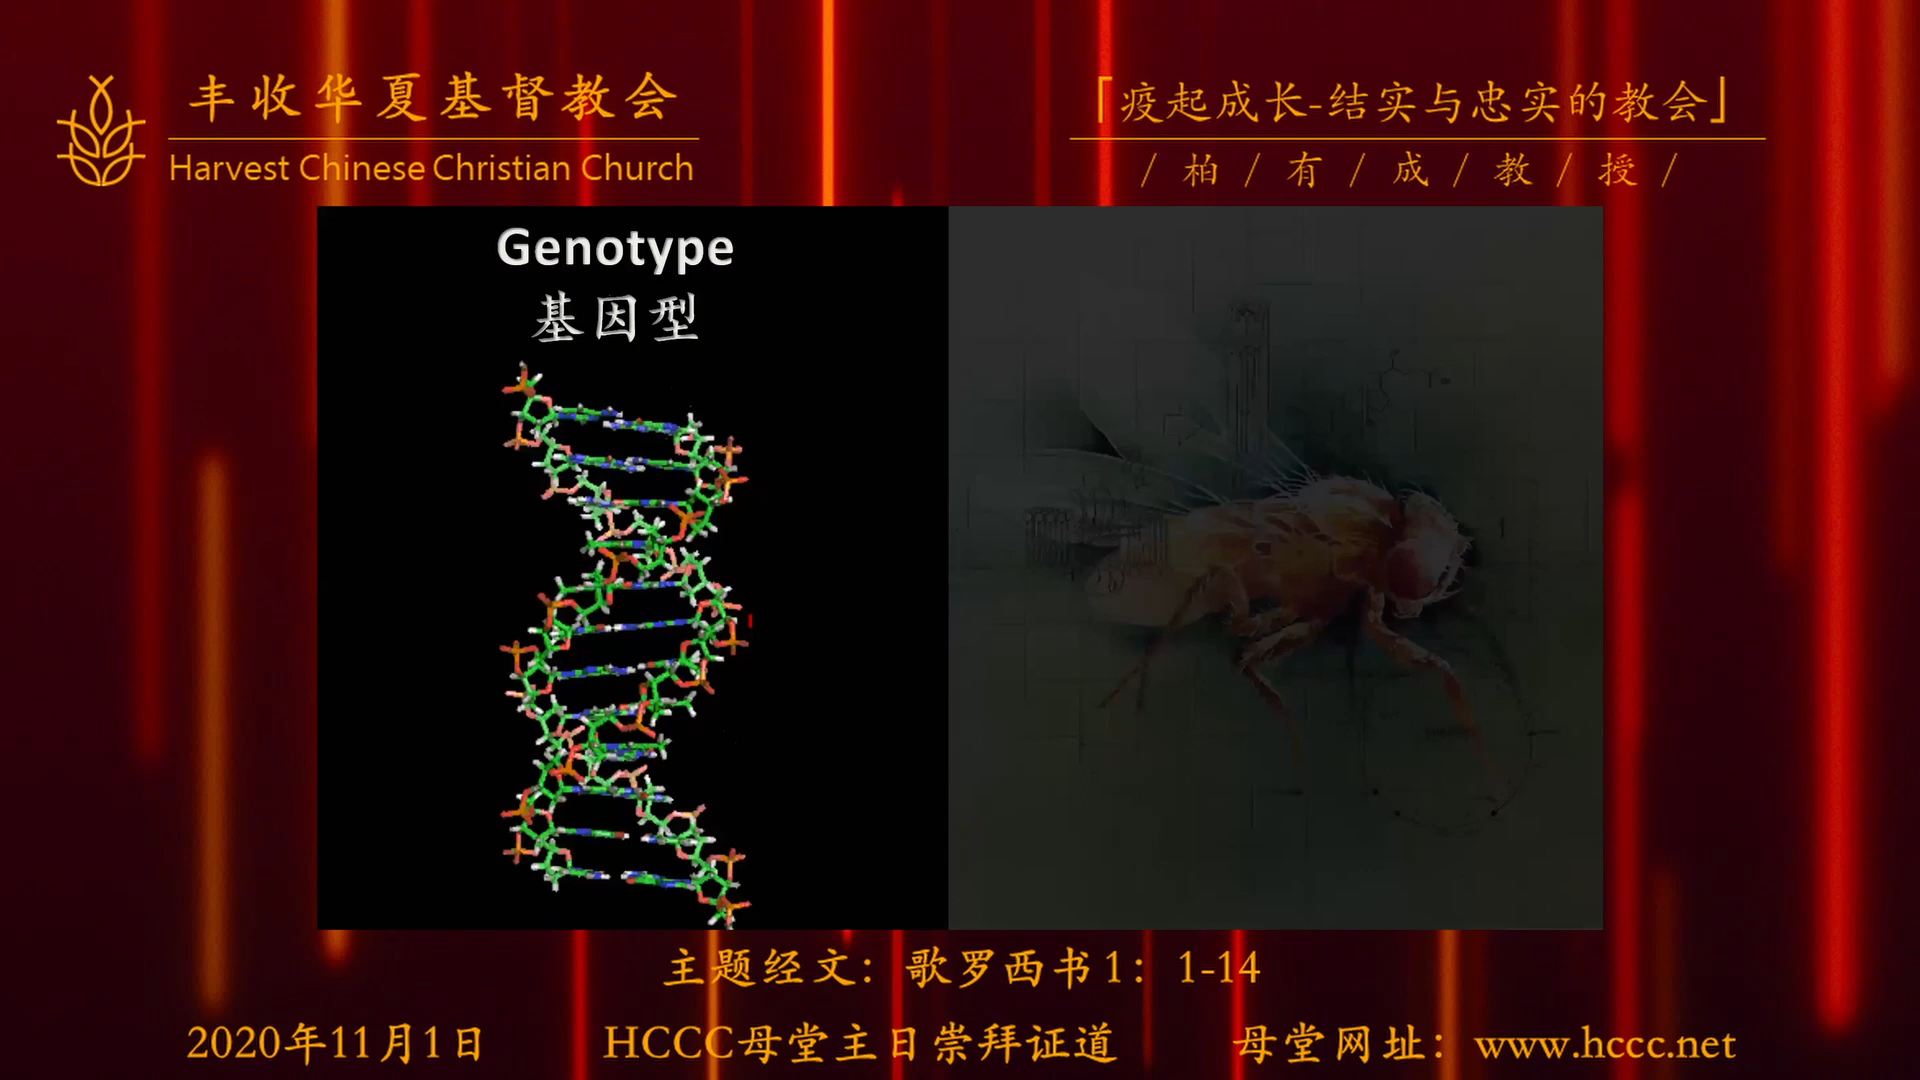 丰收华夏基督教会
Harvest Chinese Christian Church
「疫起成长-结实与忠实的教会」
/ 柏 / 有 / 成 / 教 / 授 /
Genotype
基因型
主题经文：歌罗西书1：1-14
2020年11月1日
HCCC母堂主日崇拜证道
母堂网址：www.hccc.net